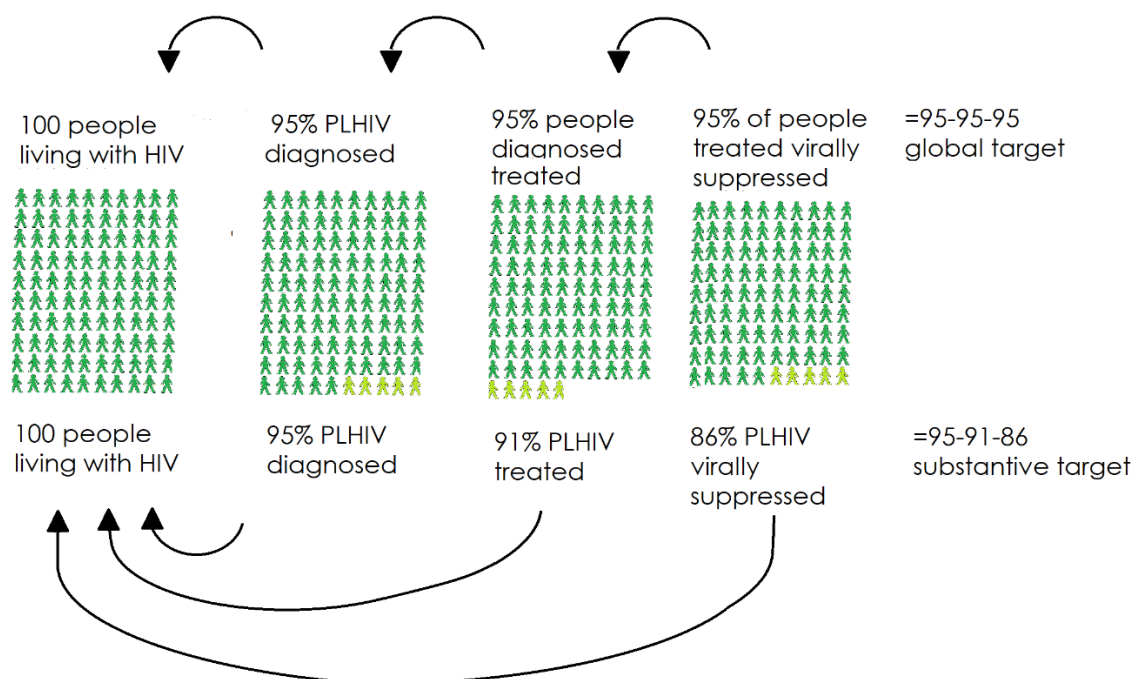 100 people
living with HIV
95% PLHIV
diagnosed
95% people
diagnosed
treated
95% of people
treated virally
suppressed
=95-95-95
global target
100 people
living with HIV
95% PLHIV
diagnosed
91% PLHIV
treated
86% PLHIV
virally
suppressed
=95-91-86
substantive target